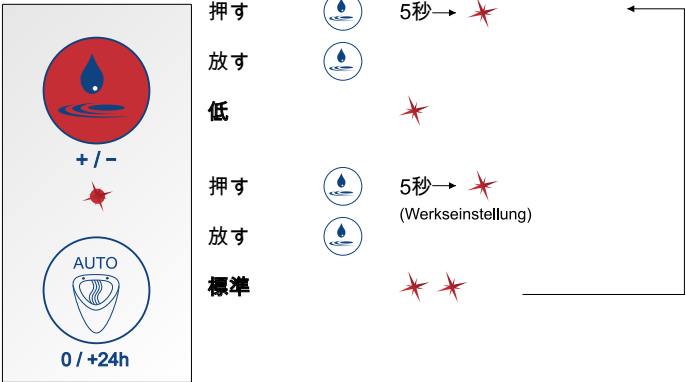 + / −
AUTO
0 / +24h
押す 5秒→
放す
低
押す 5秒→
(Werkseinstellung)
放す
標準